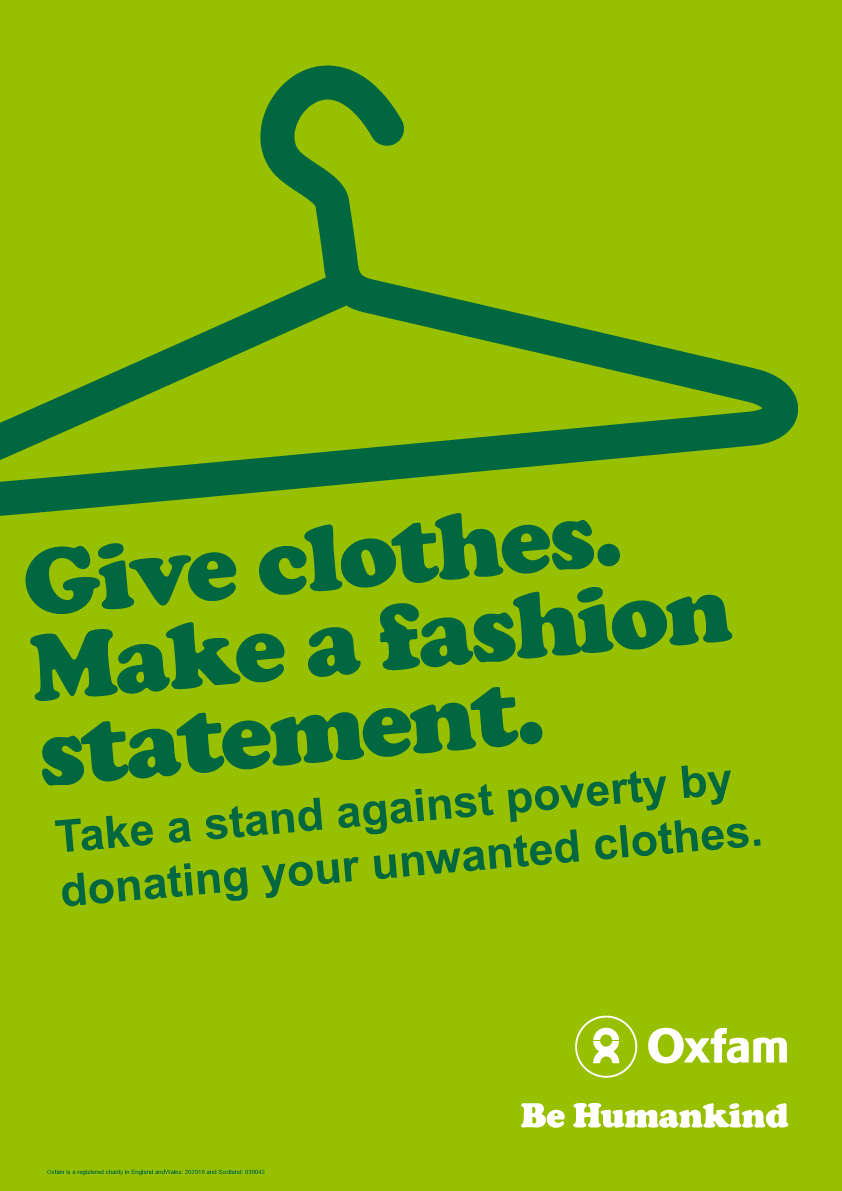 Give clothes.
Make a fashion
statement.
Take a stand against poverty by
donating your unwanted clothes.
Oxfam
Be Humankind
Oxfam is a registered charity in England andWales: 202918 and Scotland: 039042